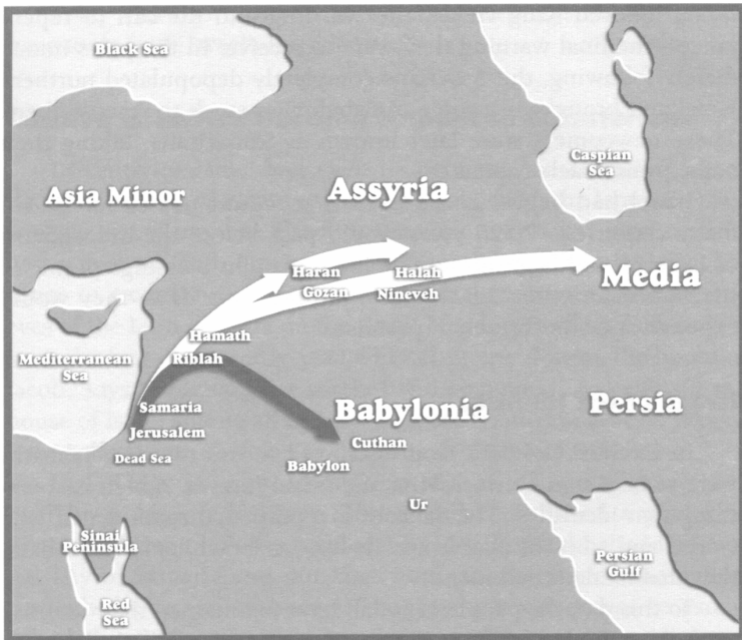 Black Sea
Caspian
Sea
Asia Minor
Assyria
Haran
Halah
Media
Gozan
Nineveh
Hamath
Mediterranean
Sea
Riblah
Samaria
Babylonia
Persia
Jerusalem
Cuthan
Dead Sea
Babylon
Ur
Sinai
Peninsula
Persian
Gulf
Red
Sea